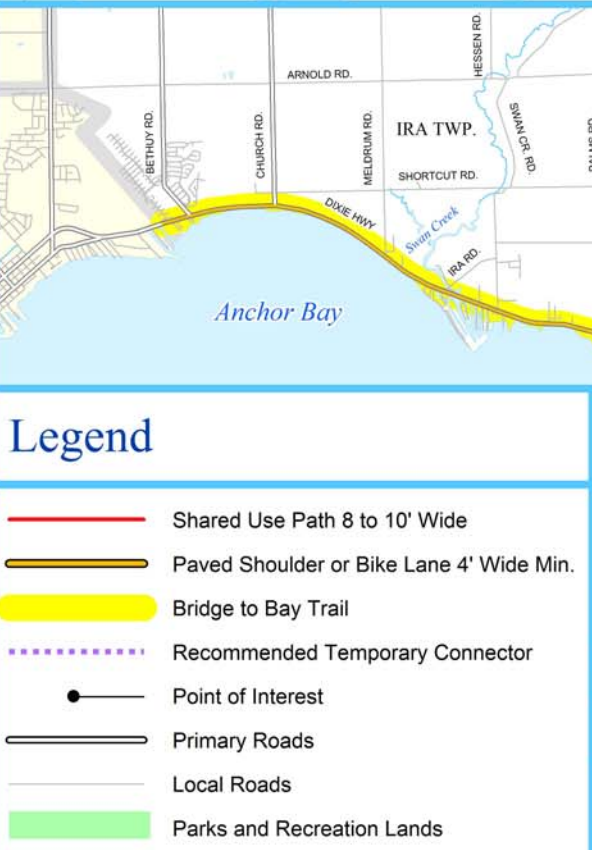 HESSEN RD.
ARNOLD RD.
BETHUY RD.
CHURCH RD.
MELDRUM RD.
IRA TWP.
SWAN CR. RD.
SHORTCUT RD.
DIXIE HWY
Swan Creek
IRA RD.
Anchor Bay
Legend
Shared Use Path 8 to 10' Wide
Paved Shoulder or Bike Lane 4' Wide Min.
Bridge to Bay Trail
Recommended Temporary Connector
Point of Interest
Primary Roads
Local Roads
Parks and Recreation Lands